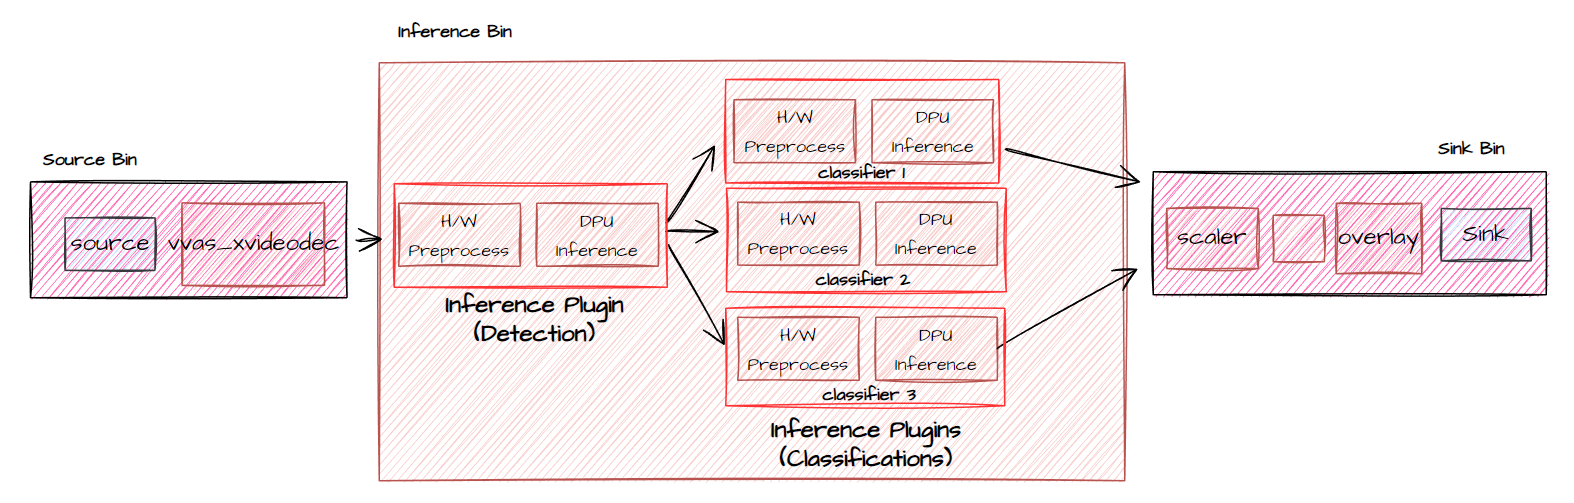 Inference Bin
Source Bin
source
vvas_xvideodec
H/W
Preprocess
DPU
Inference
Inference Plugin
(Detection)
H/W
Preprocess
DPU
Inference
classifier 1
H/W
Preprocess
DPU
Inference
classifier 2
H/W
Preprocess
DPU
Inference
classifier 3
Inference Plugins
(Classifications)
Sink Bin
scaler
overlay
Sink